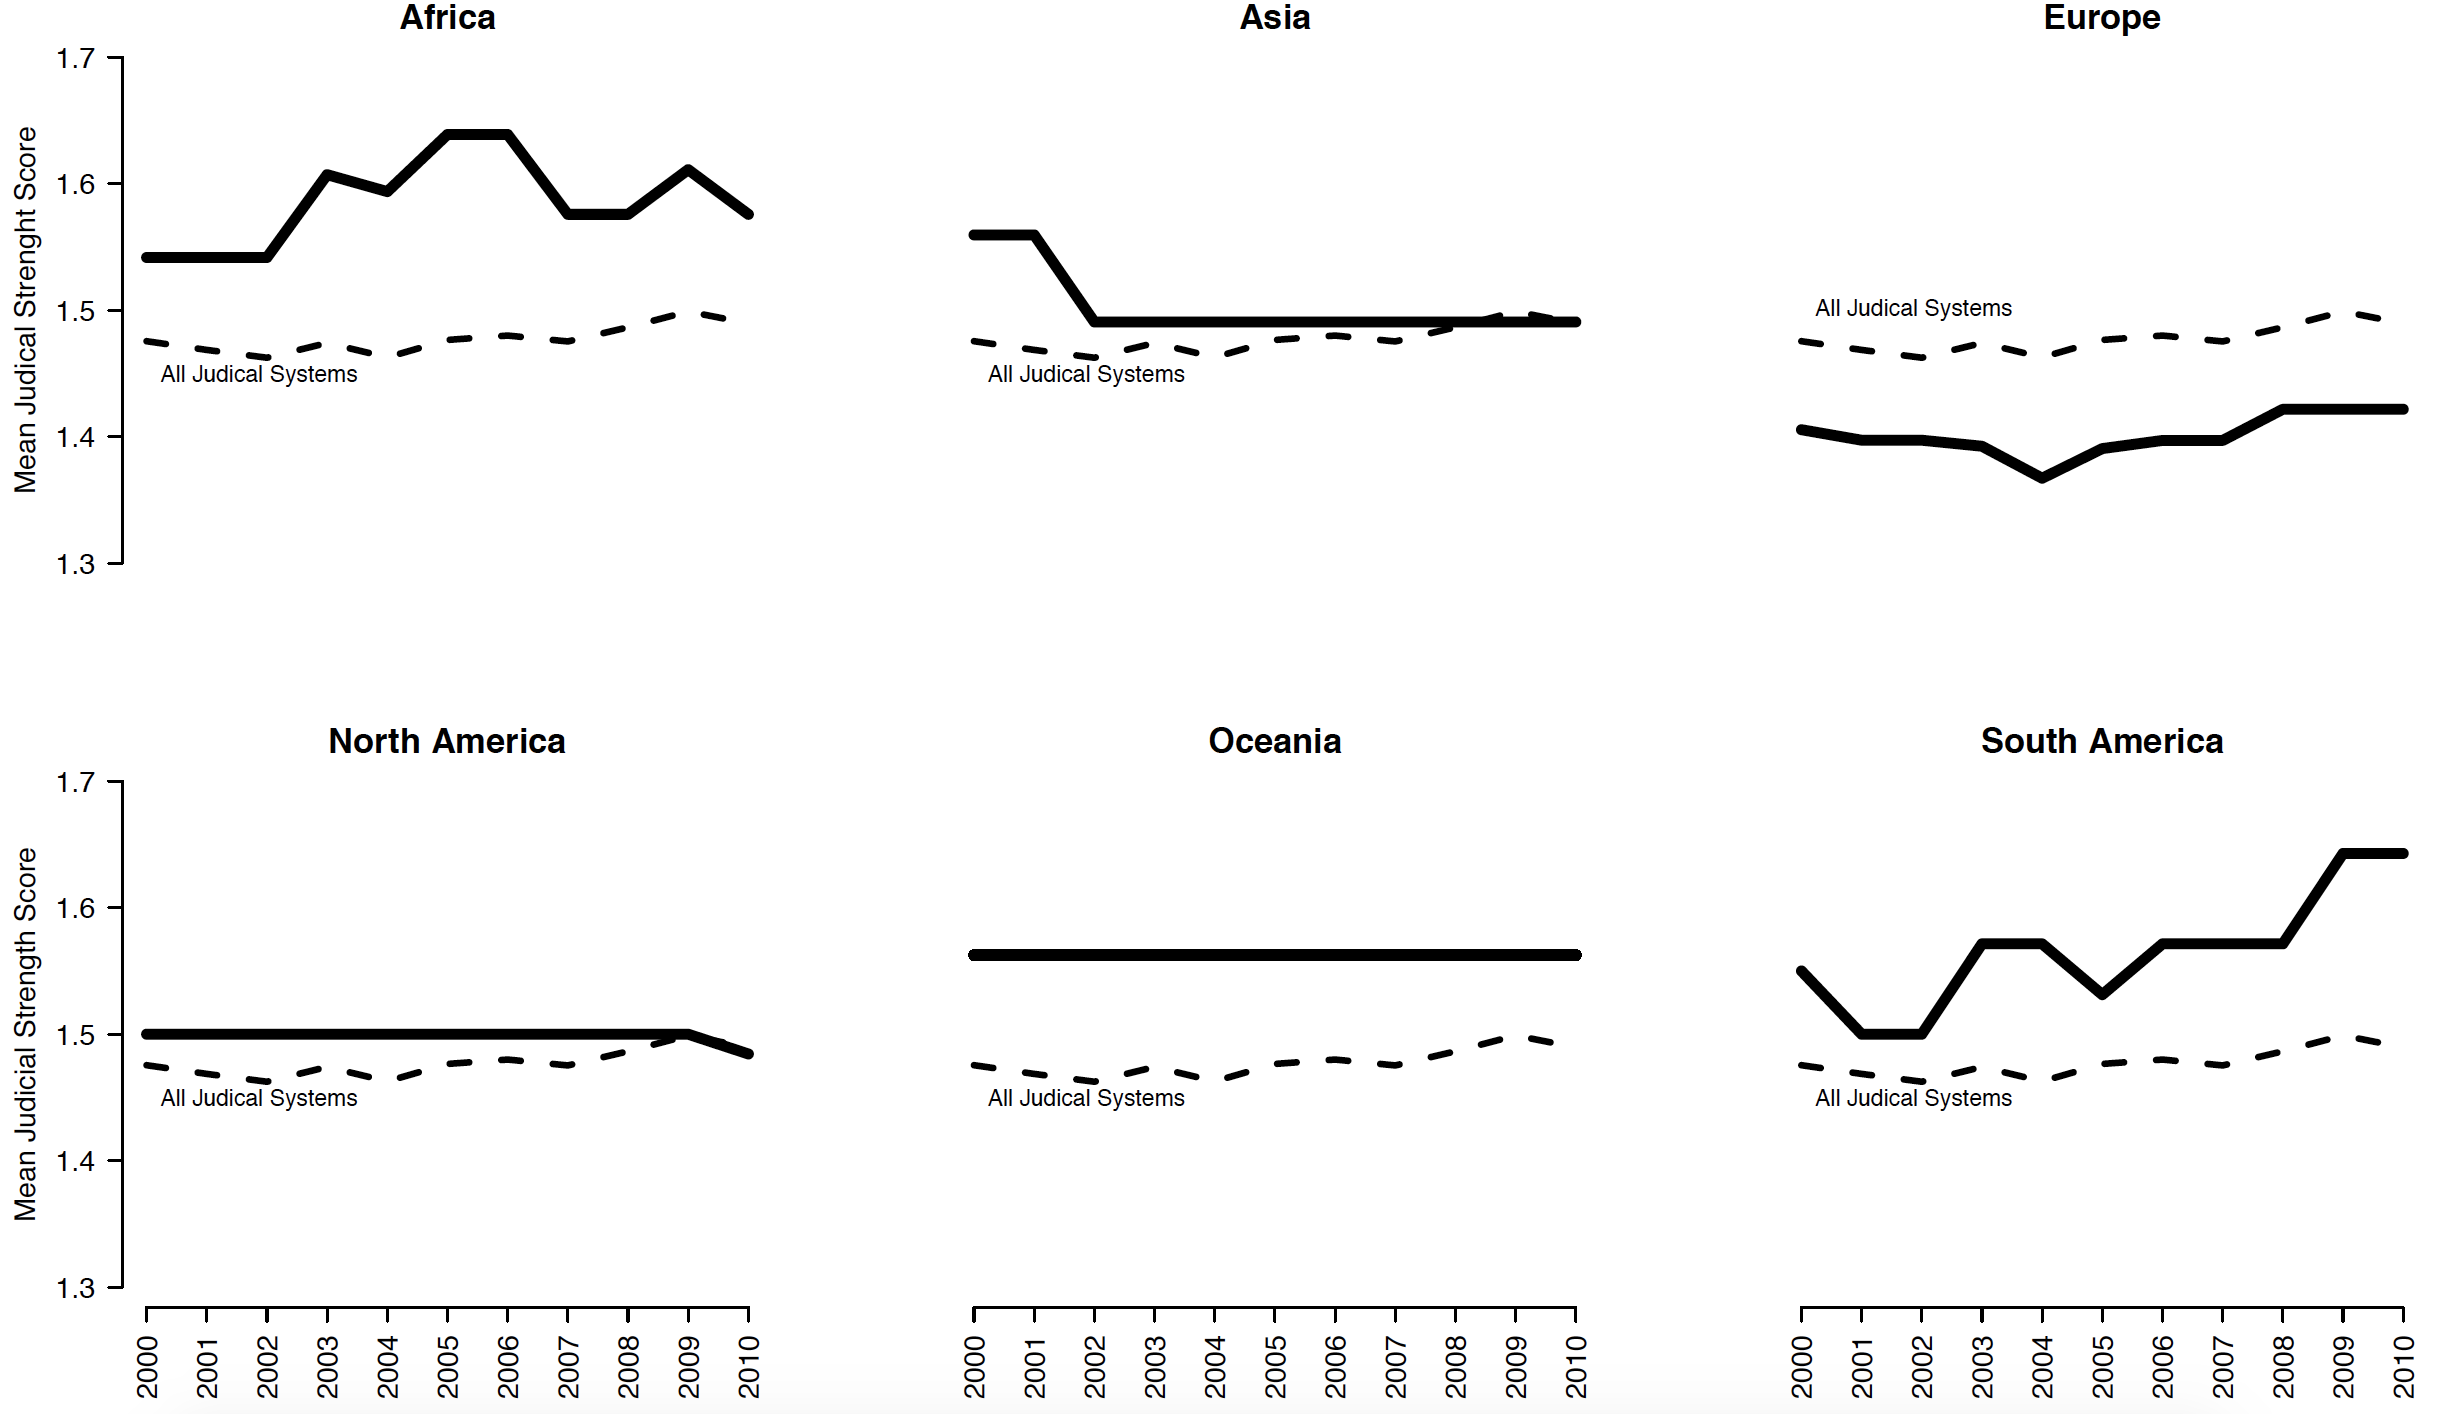 Africa
Asia
Europe
Mean Judical Strenght Score
1.7
1.6
1.5
1.4
1.3
All Judical Systems
All Judical Systems
All Judical Systems
North America
Oceania
South America
Mean Judicial Strength Score
1.7
1.6
1.5
1.4
1.3
All Judical Systems
All Judical Systems
All Judical Systems
2000 2001 2002 2003 2004 2005 2006 2007 2008 2009 2010
2000 2001 2002 2003 2004 2005 2006 2007 2008 2009 2010
2000 2001 2002 2003 2004 2005 2006 2007 2008 2009 2010